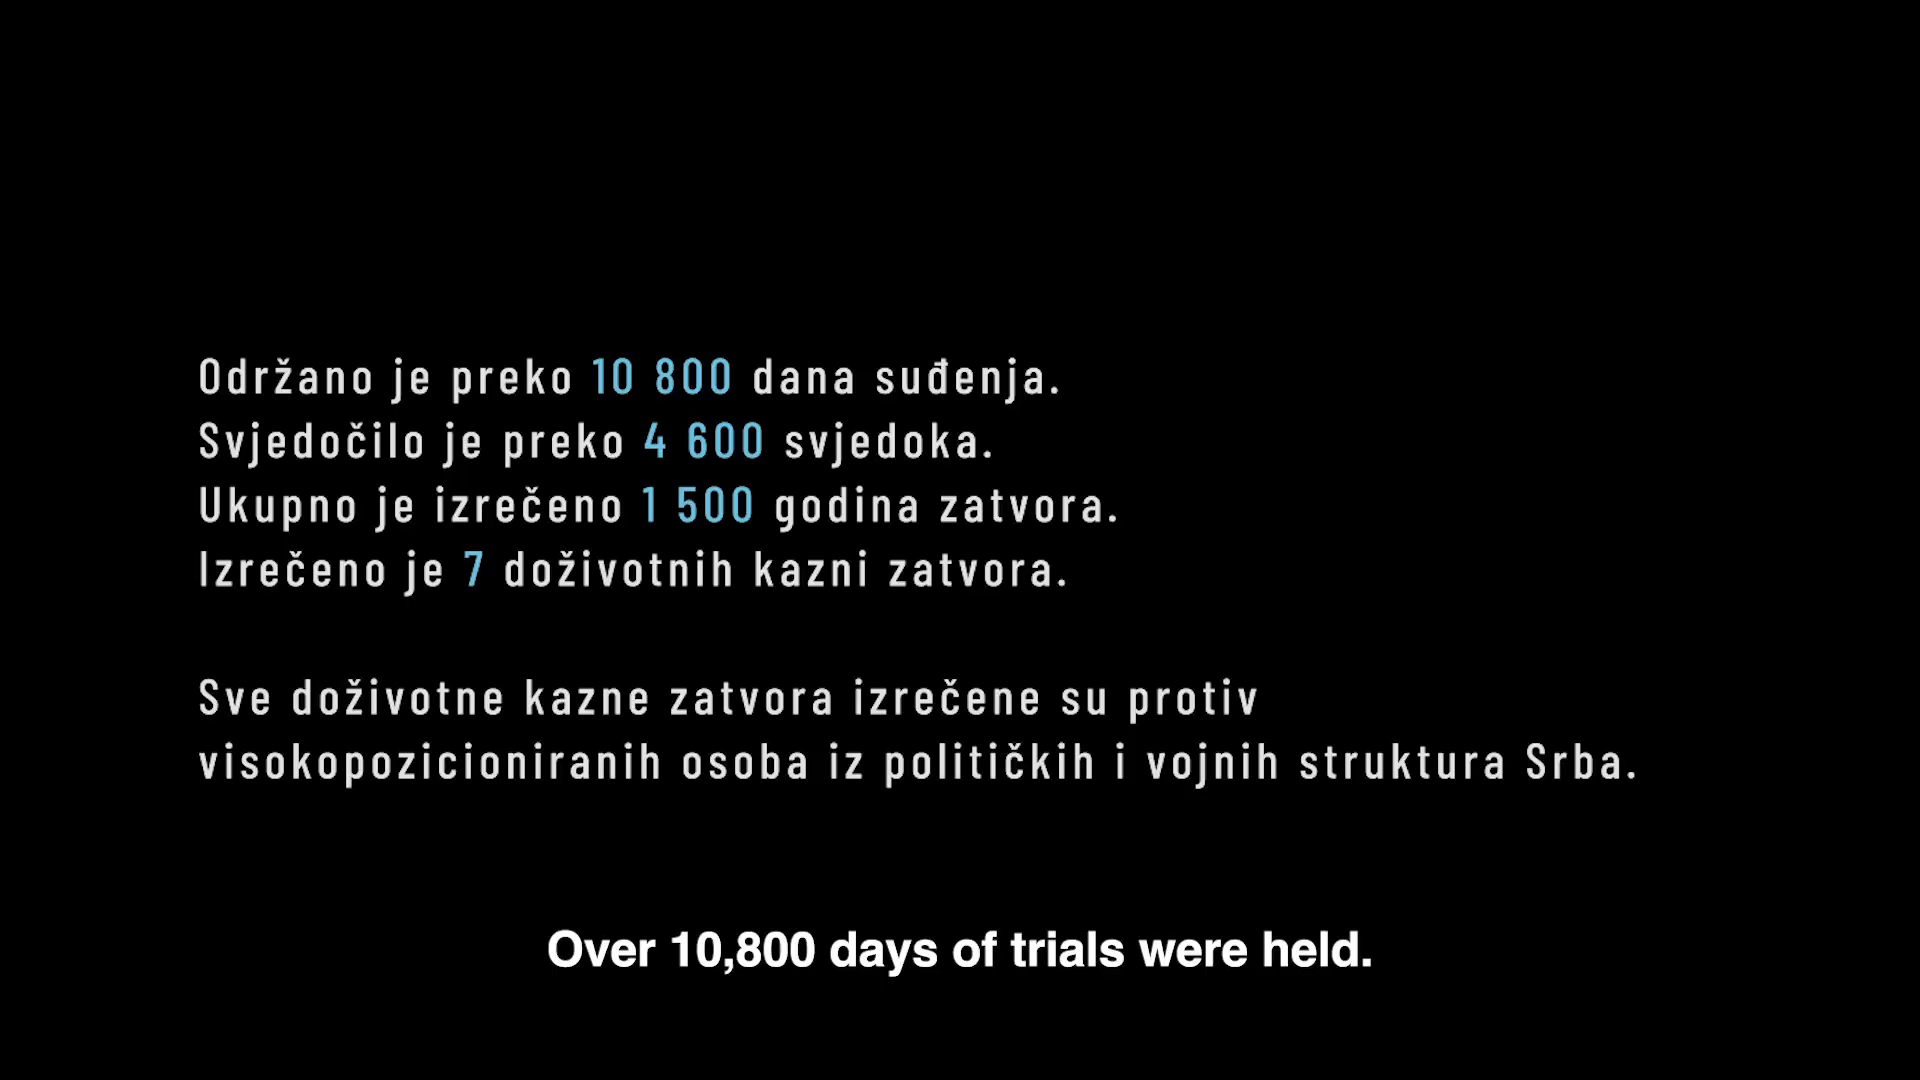 Održano je preko 10 800 dana suđenja.
Svjedočilo je preko 4 600 svjedoka.
Ukupno je izrečeno 1 500 godina zatvora.
Izrečeno je 7 doživotnih kazni zatvora.
Sve doživotne kazne zatvora izrečene su protiv
visokopozicioniranih osoba iz političkih i vojnih struktura Srba.
Over 10,800 days of trials were held.